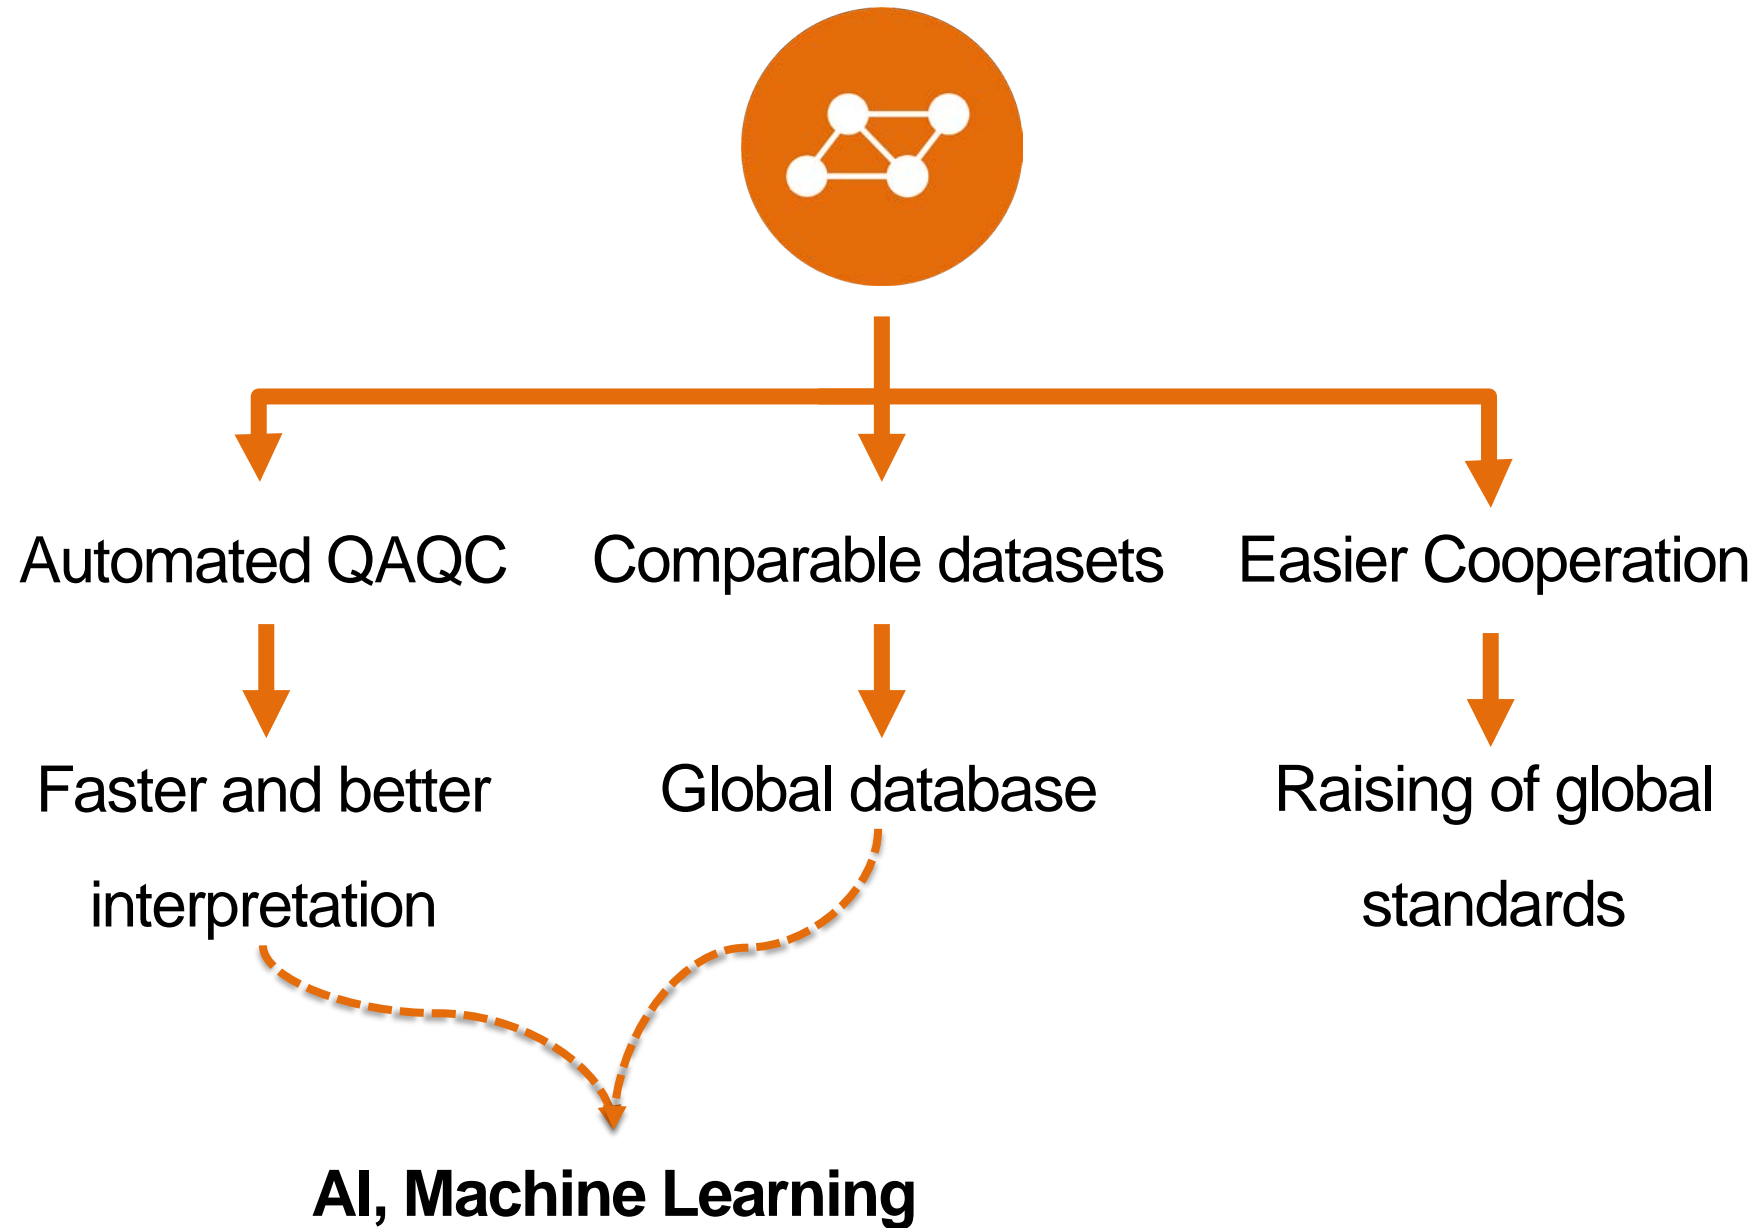 Automated QAQC
Comparable datasets
Easier Cooperation
Faster and better
interpretation
Global database
Raising of global
standards
AI, Machine Learning